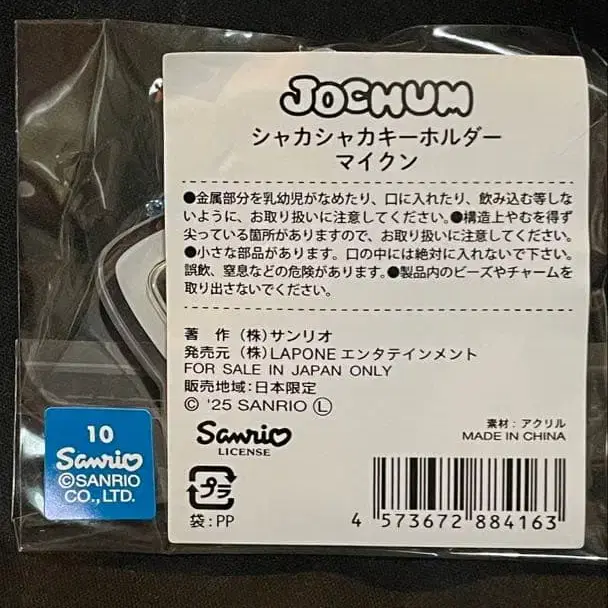 JOCHUM
シャカシャカキーホルダー
マイクン
●金属部分を乳幼児がなめたり、口に入れたり、飲み込む等しな
いように、お取り扱いに注意してください。●構造上やむを得ず
尖っている箇所がありますので、お取り扱いに注意してください。
●小さな部品があります。口の中には絶対に入れないで下さい。
誤飲、窒息などの危険があります。●製品内のビーズやチャームを
取り出さないでください。
著 作 (株)サンリオ
発売元 (株)LAPONE エンタテインメント
FOR SALE IN JAPAN ONLY
販売地域:日本限定
© '25 SANRIO Ⓛ
Sanrio
LICENSE
素材:アクリル
MADE IN CHINA
プラ
袋:PP
4 573672 884163
10
Sanrio
©SANRIO
CO., LTD.